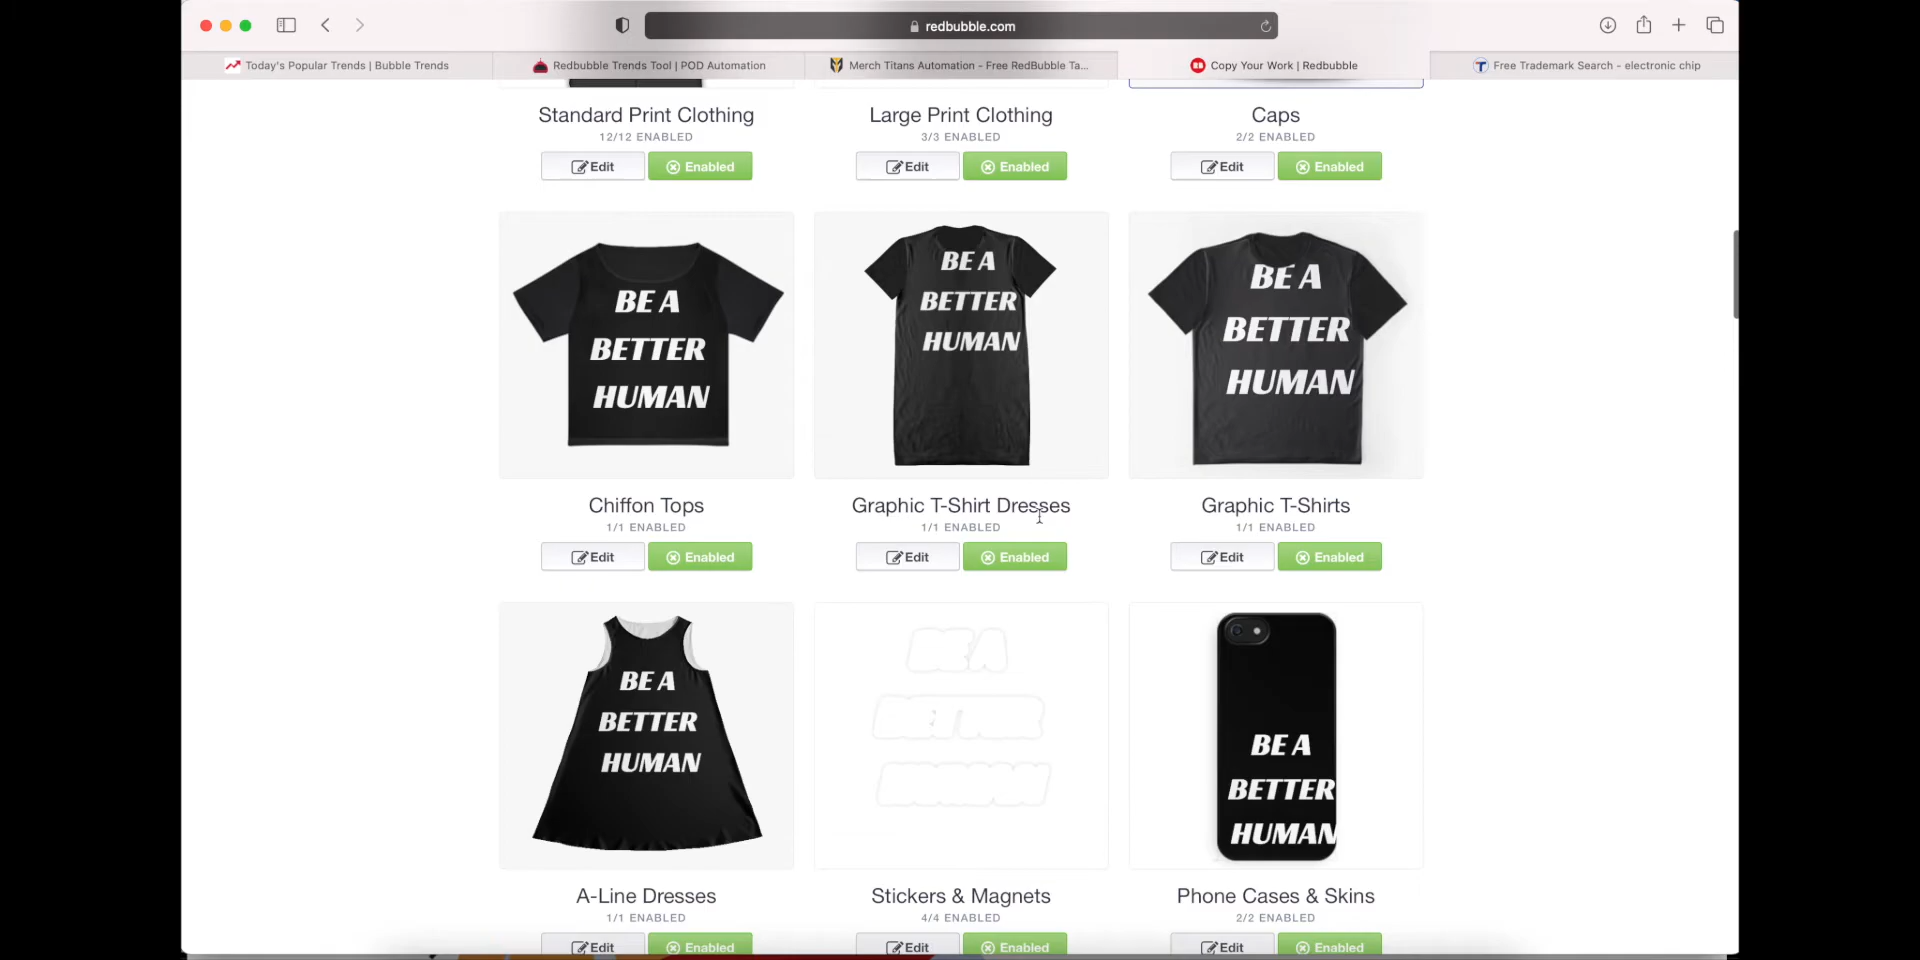 redbubble.com
Today's Popular Trends | Bubble Trends
Redbubble Trends Tool | POD Automation
Merch Titans Automation - Free RedBubble Ta...
Copy Your Work | Redbubble
Free Trademark Search - electronic chip
Standard Print Clothing
12/12 ENABLED
Edit
Enabled
Large Print Clothing
3/3 ENABLED
Edit
Enabled
Caps
2/2 ENABLED
Edit
Enabled
BE A
BETTER
HUMAN
Chiffon Tops
1/1 ENABLED
Edit
Enabled
BE A
BETTER
HUMAN
Graphic T-Shirt Dresses
1/1 ENABLED
Edit
Enabled
BE A
BETTER
HUMAN
Graphic T-Shirts
1/1 ENABLED
Edit
Enabled
BE A
BETTER
HUMAN
A-Line Dresses
1/1 ENABLED
Edit
Enabled
BE A
BETTER
HUMAN
Stickers & Magnets
4/4 ENABLED
Edit
Enabled
BE A
BETTER
HUMAN
Phone Cases & Skins
2/2 ENABLED
Edit
Enabled